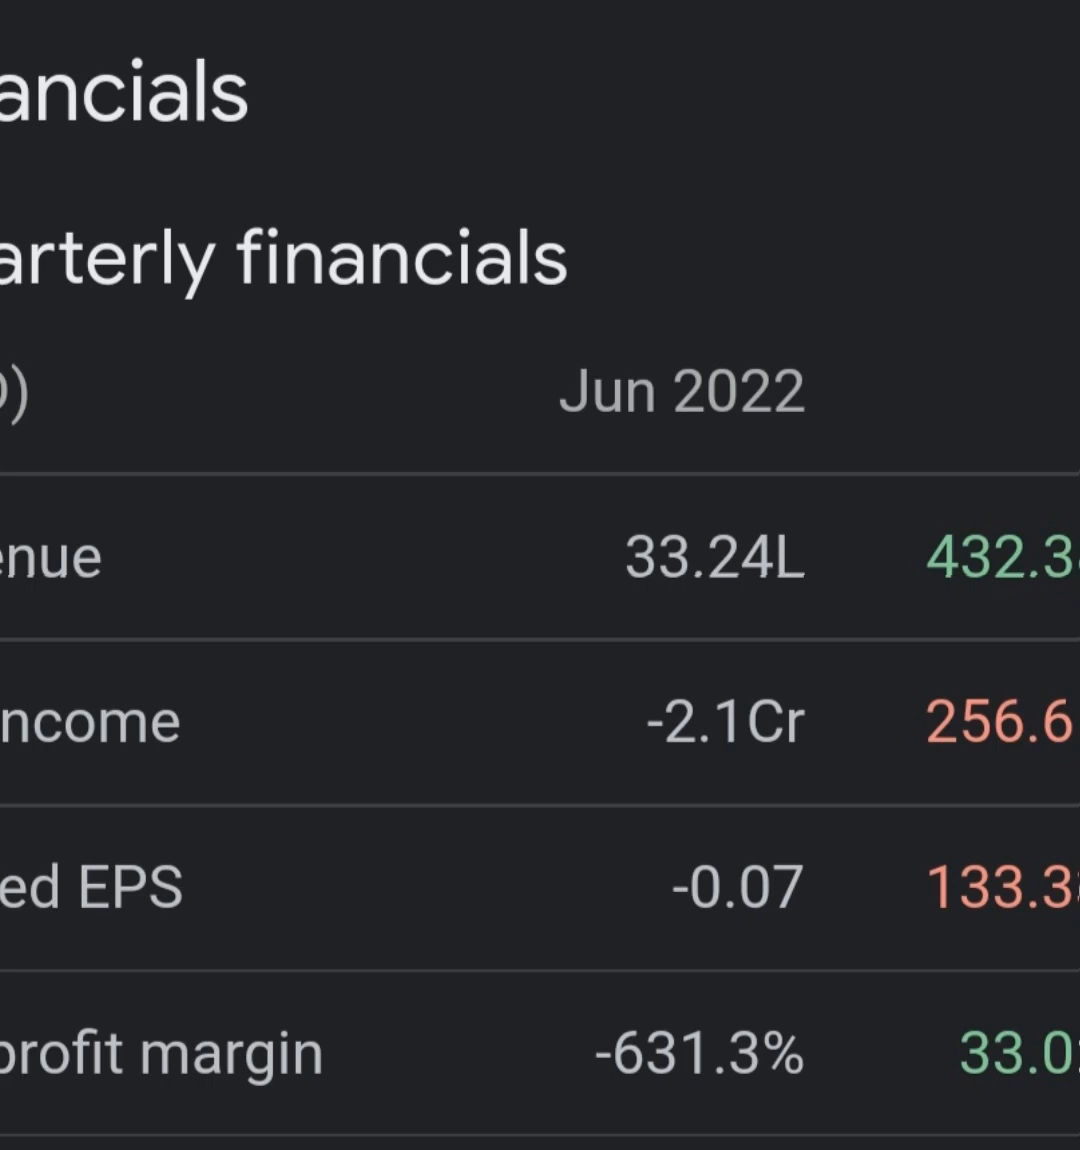 ancials
arterly financials
) Jun 2022
enue 33.24L 432.3
ncome -2.1Cr 256.6
ed EPS -0.07 133.3
profit margin -631.3% 33.0